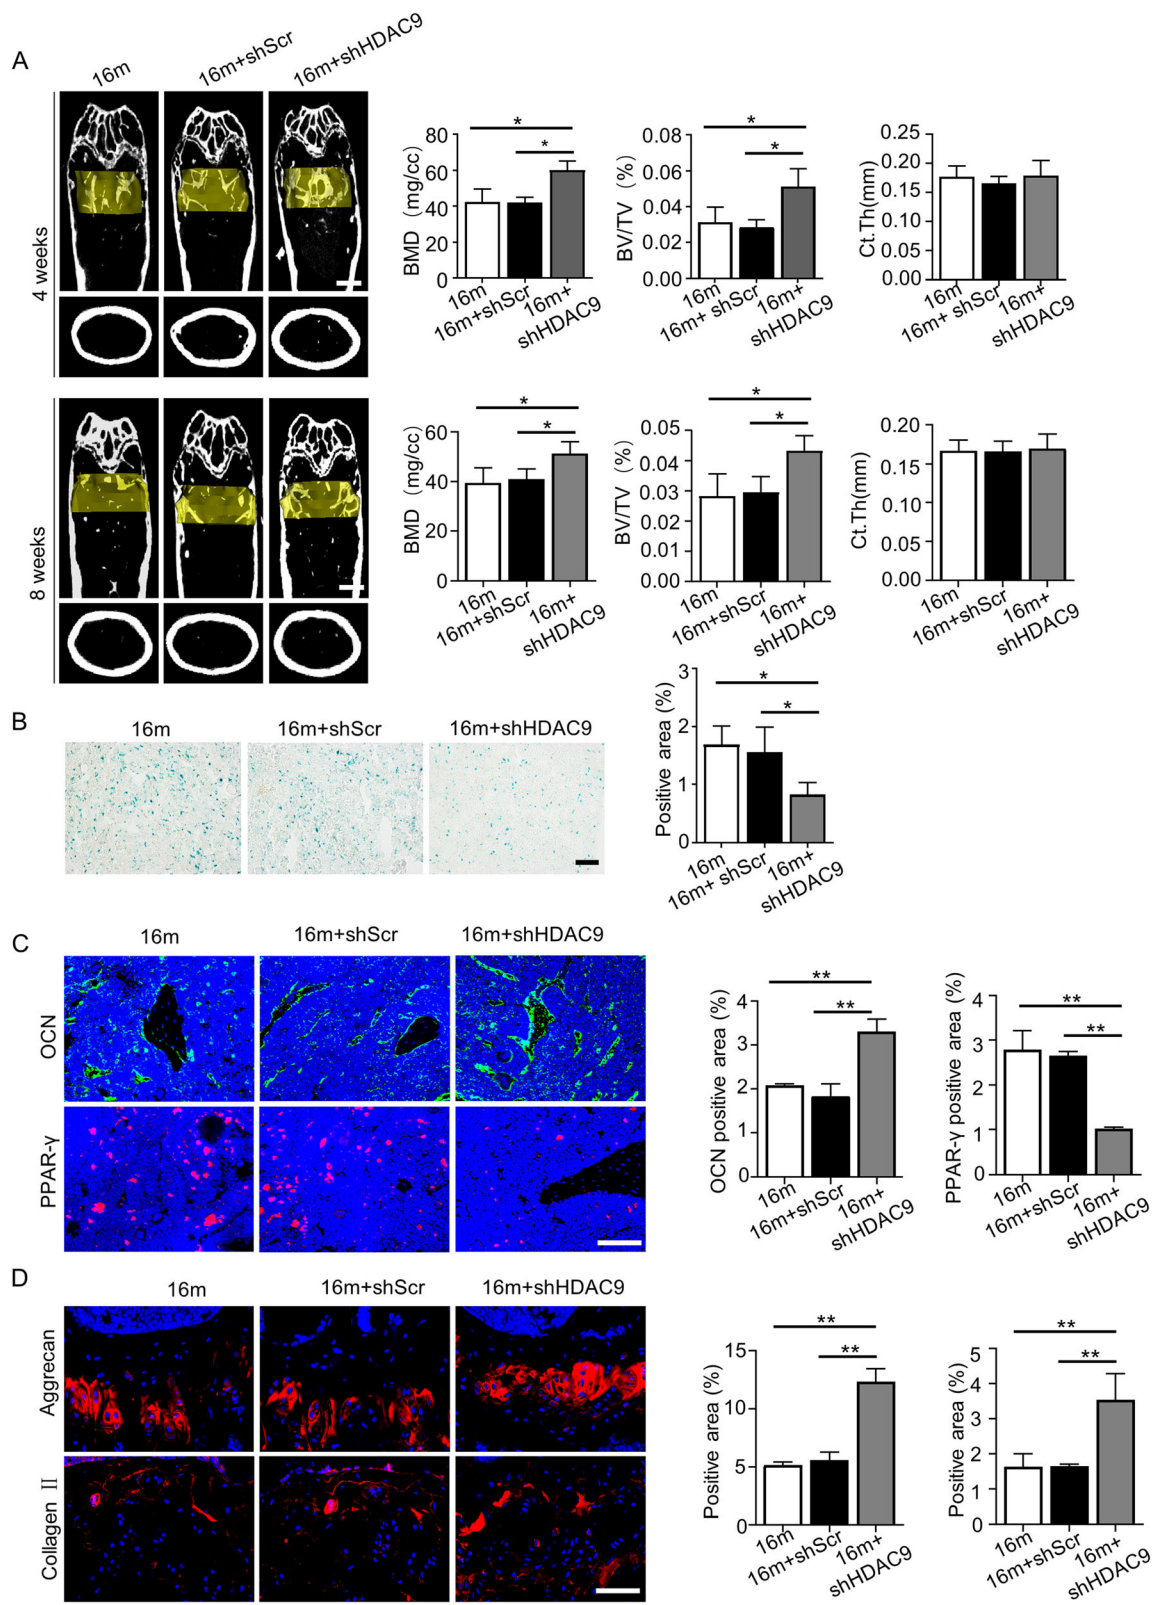 A
16m
16m+shScr
16m+shHDAC9
4 weeks
BMD (mg/cc)
80
60
40
60
0
*
*
16m
16m+shScr
16m+
shHDAC9
BV/TV (%)
0.08
0.06
0.04
0.02
0.00
*
*
16m
16m+ shScr
16m+
shHDAC9
Ct.Th(mm)
0.25
0.20
0.15
0.10
0.05
0.00
16m
16m+ shScr
16m+
shHDAC9
8 weeks
BMD (mg/cc)
60
40
20
0
*
*
16m
16m+shScr
16m+
shHDAC9
BV/TV (%)
0.05
0.04
0.03
0.02
0.01
0.00
*
*
16m
16m+shScr
16m+
shHDAC9
Ct.Th(mm)
0.20
0.15
0.10
0.05
0.00
16m
16m+shScr
16m+
shHDAC9
B
16m
16m+shScr
16m+shHDAC9
Positive area (%)
3
2
1
0
*
*
16m
16m+ shScr
16m+
shHDAC9
C
16m
16m+shScr
16m+shHDAC9
OCN
PPAR-γ
OCN positive area (%)
4
3
2
1
0
**
**
16m
16m+shScr
16m+
shHDAC9
PPAR-γ positive area (%)
4
3
2
1
0
**
**
16m
16m+shScr
16m+
shHDAC9
D
16m
16m+shScr
16m+shHDAC9
Aggrecan
Collagen II
Positive area (%)
15
10
5
0
**
**
16m
16m+shScr
16m+
shHDAC9
Positive area (%)
5
4
3
2
1
0
**
**
16m
16m+shScr
16m+
shHDAC9